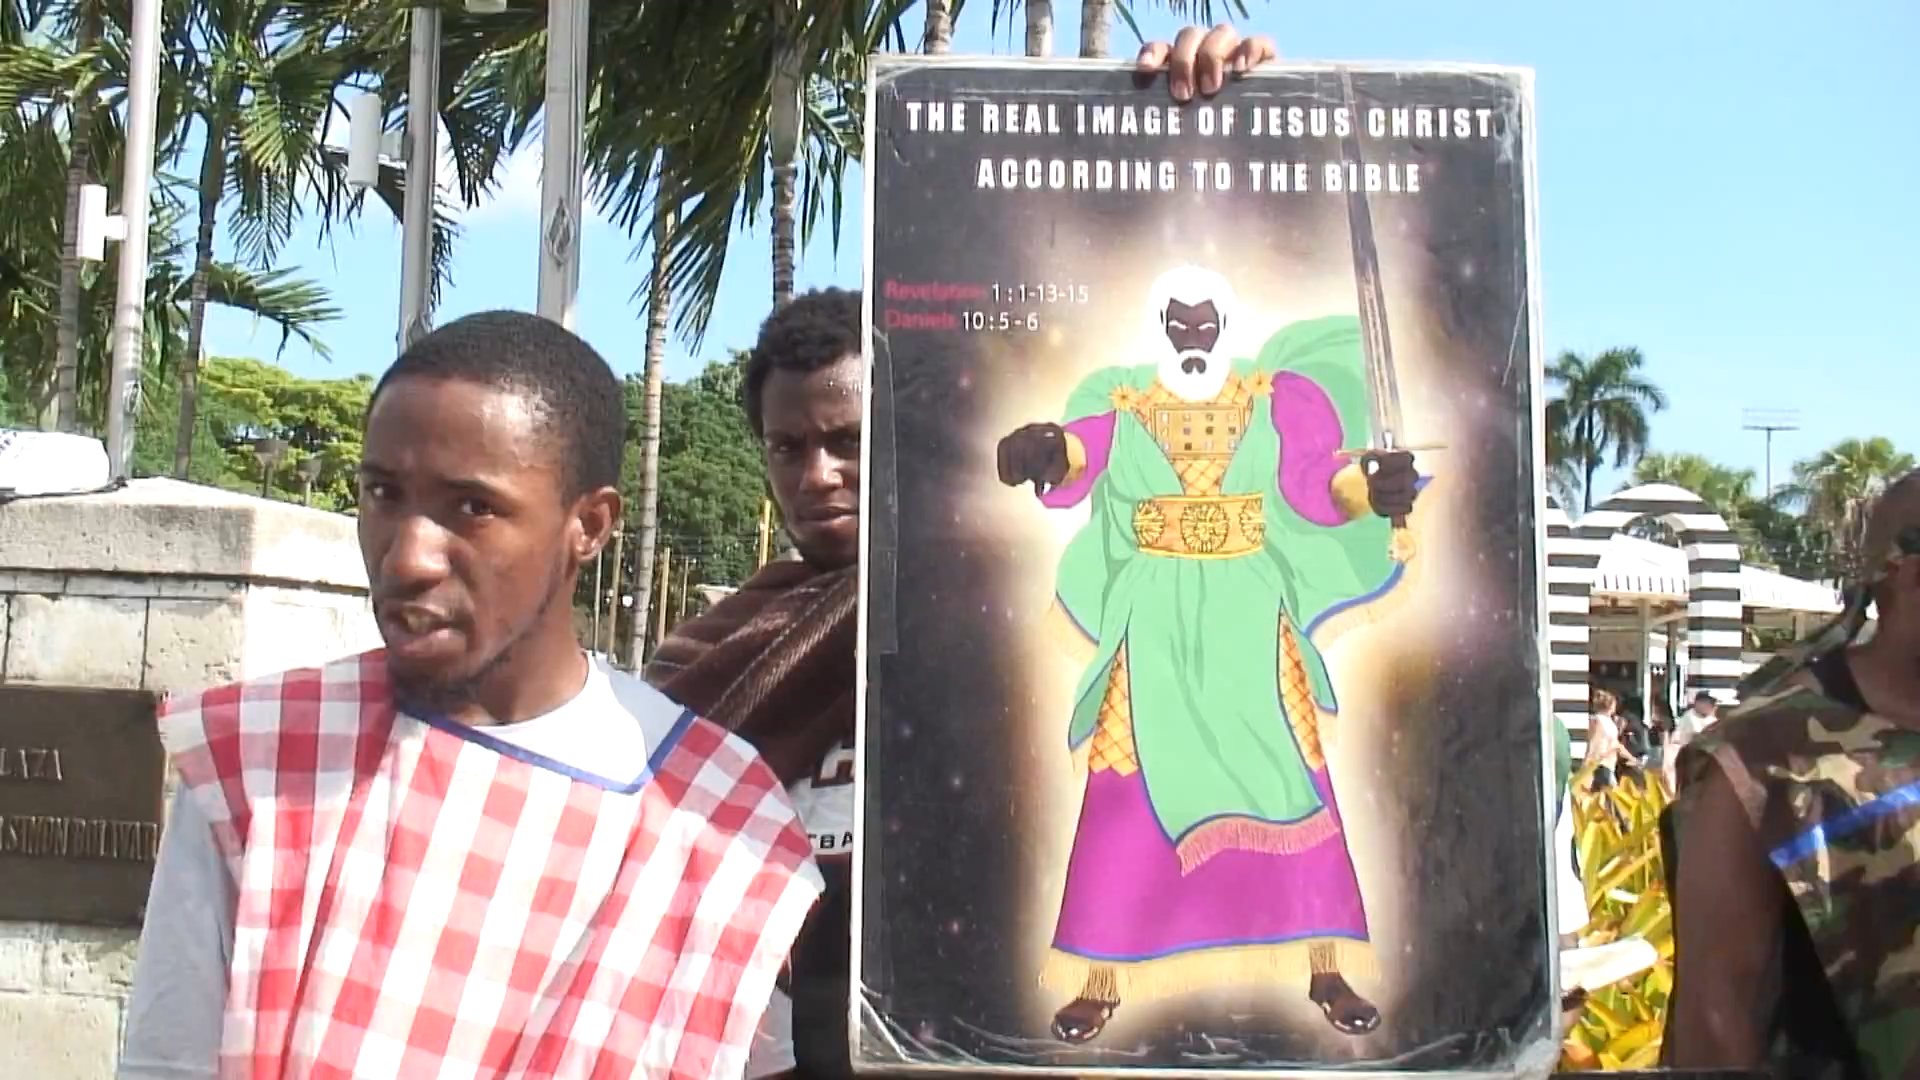 THE REAL IMAGE OF JESUS CHRIST
ACCORDING TO THE BIBLE
Revelation 1:1-13-15
Daniels 10:5-6
LAZA
SIMON BOLIVAR